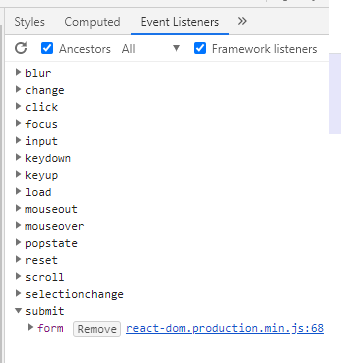 Styles Computed Event Listeners »
Ancestors All Framework listeners
blur
change
click
focus
input
keydown
keyup
load
mouseout
mouseover
popstate
reset
scroll
selectionchange
submit
form Remove react-dom.production.min.js:68